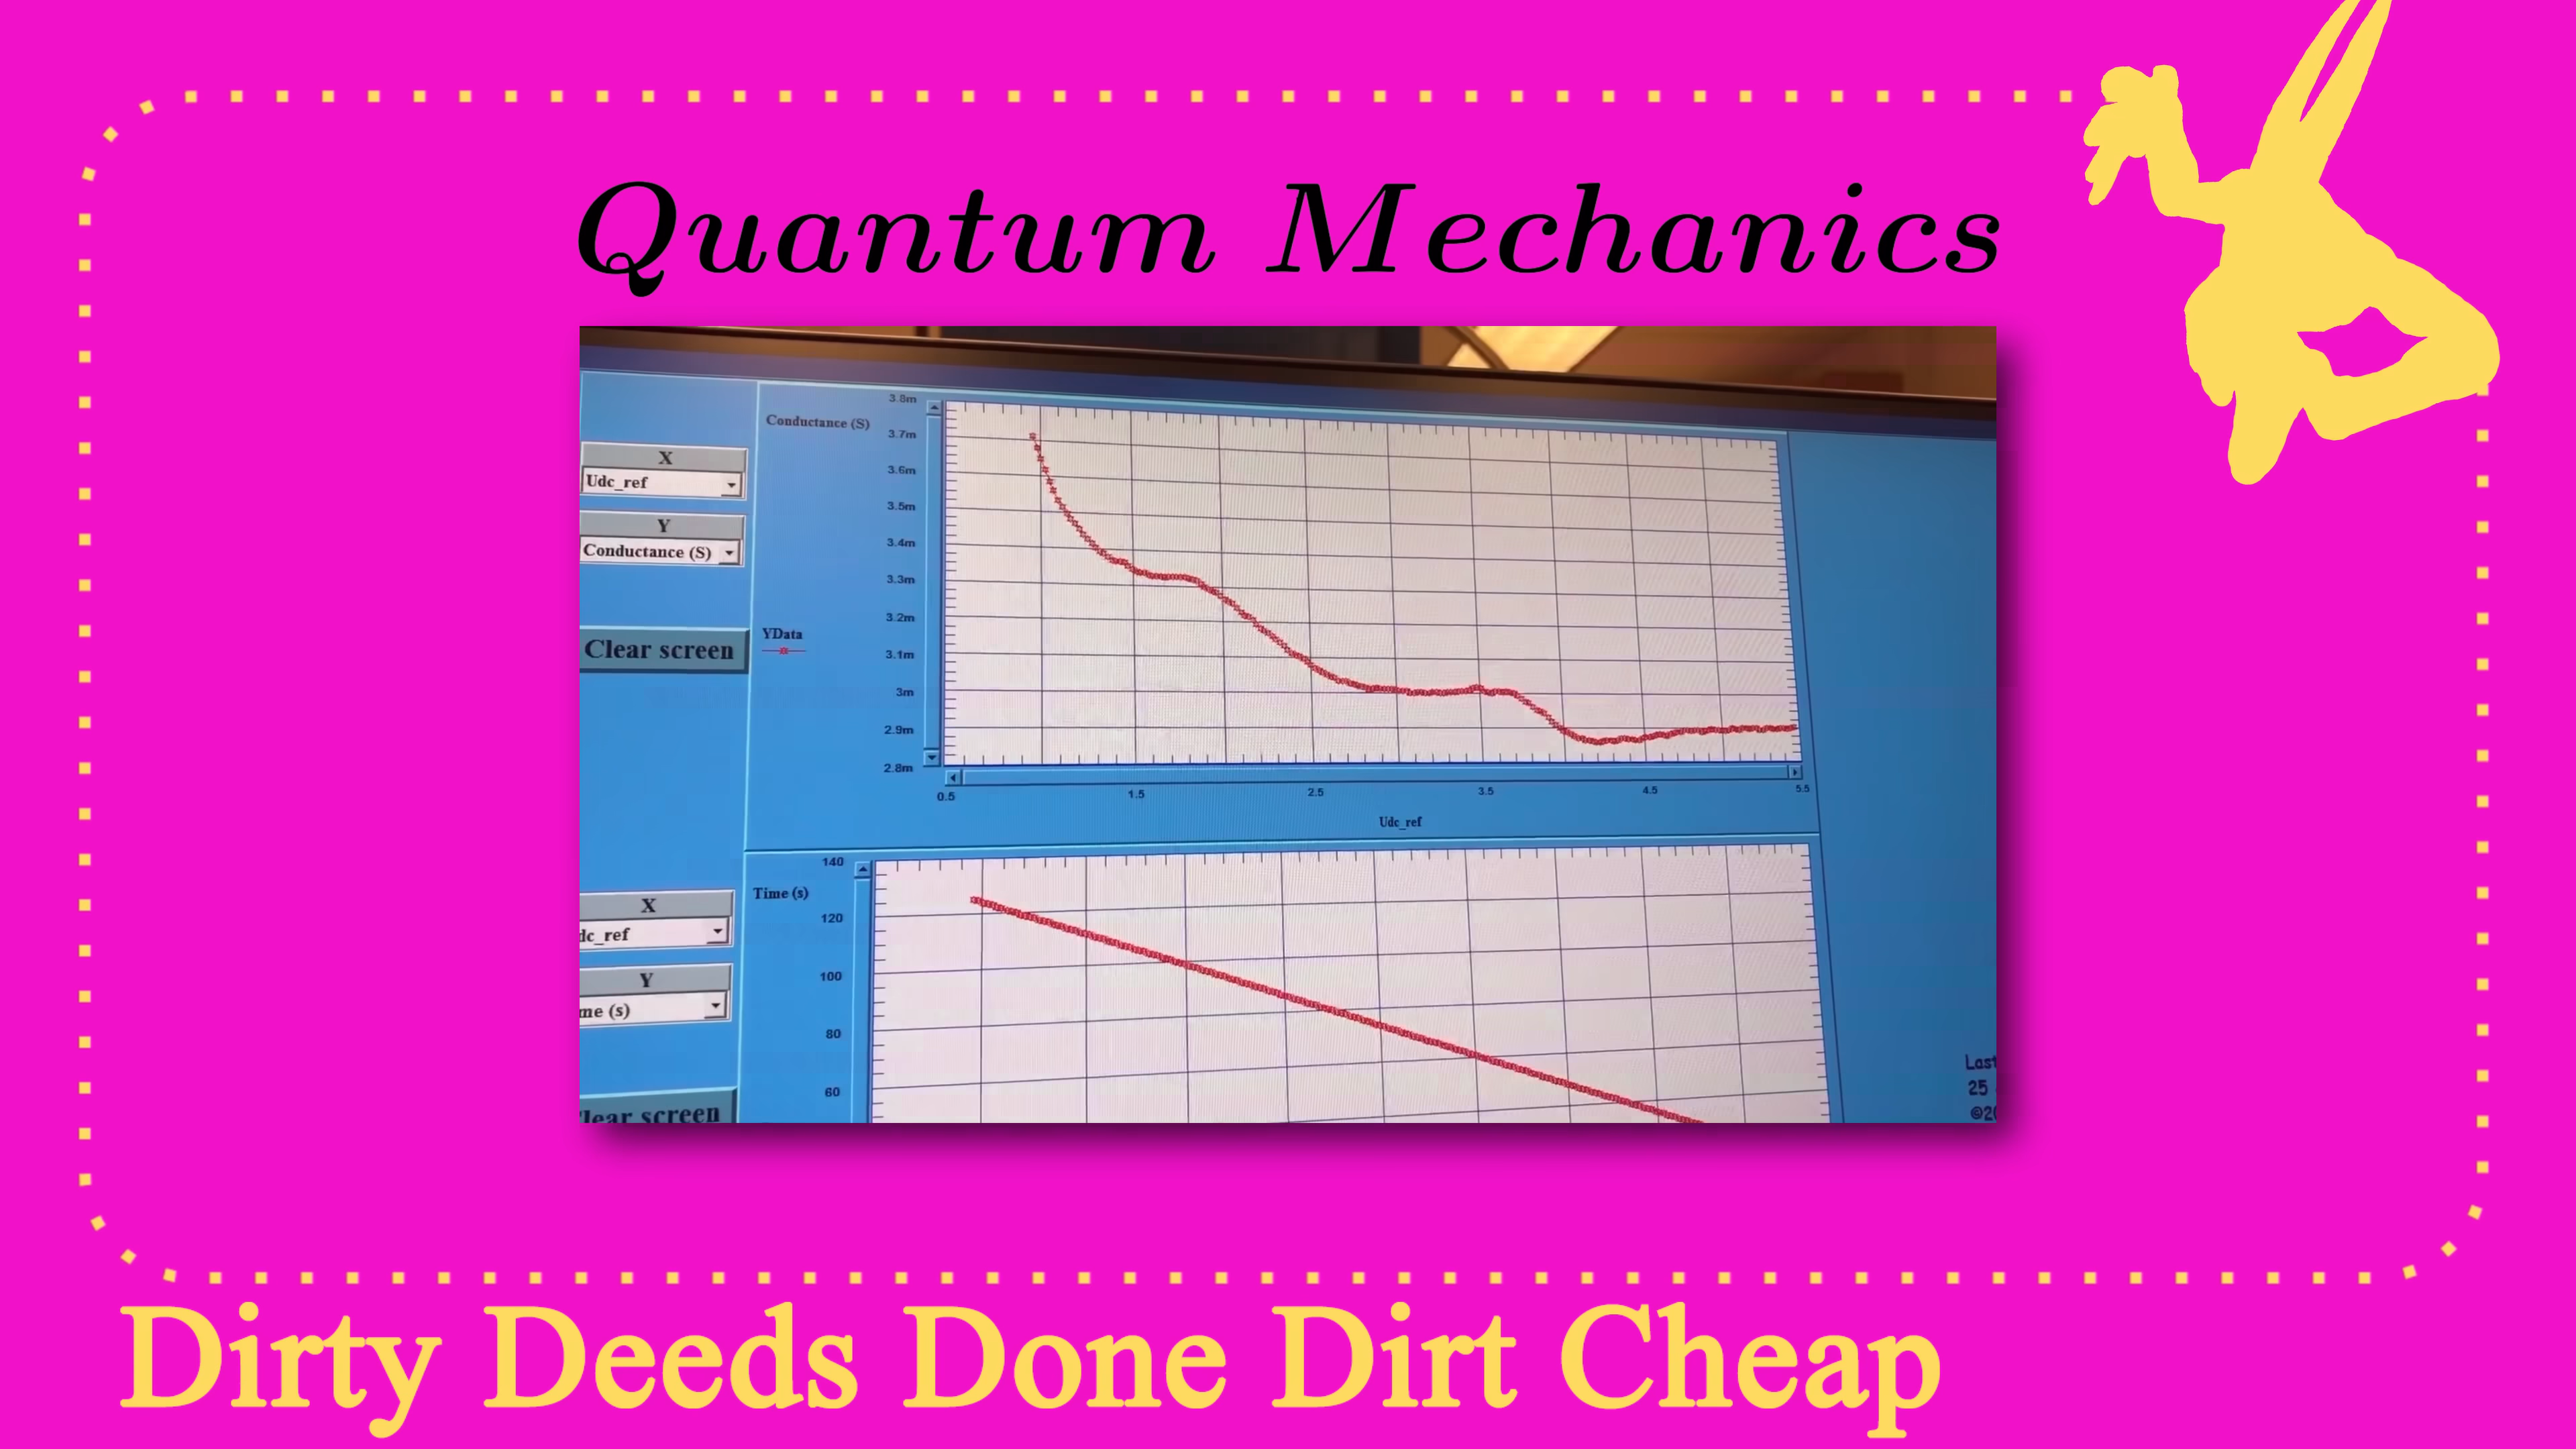 Quantum Mechanics
3.8m
Conductance (S)
3.7m
X
3.6m
Udc_ref
3.5m
Y
3.4m
Conductance (S)
3.3m
3.2m
YData
Clear screen
3.1m
3m
2.9m
2.8m
0.5 1.5 2.5 3.5 4.5 5.5
Udc_ref
140
Time (s)
X
120
dc_ref
100
Y
me (s)
80
60
lear screen
Last
25
©20
Dirty Deeds Done Dirt Cheap